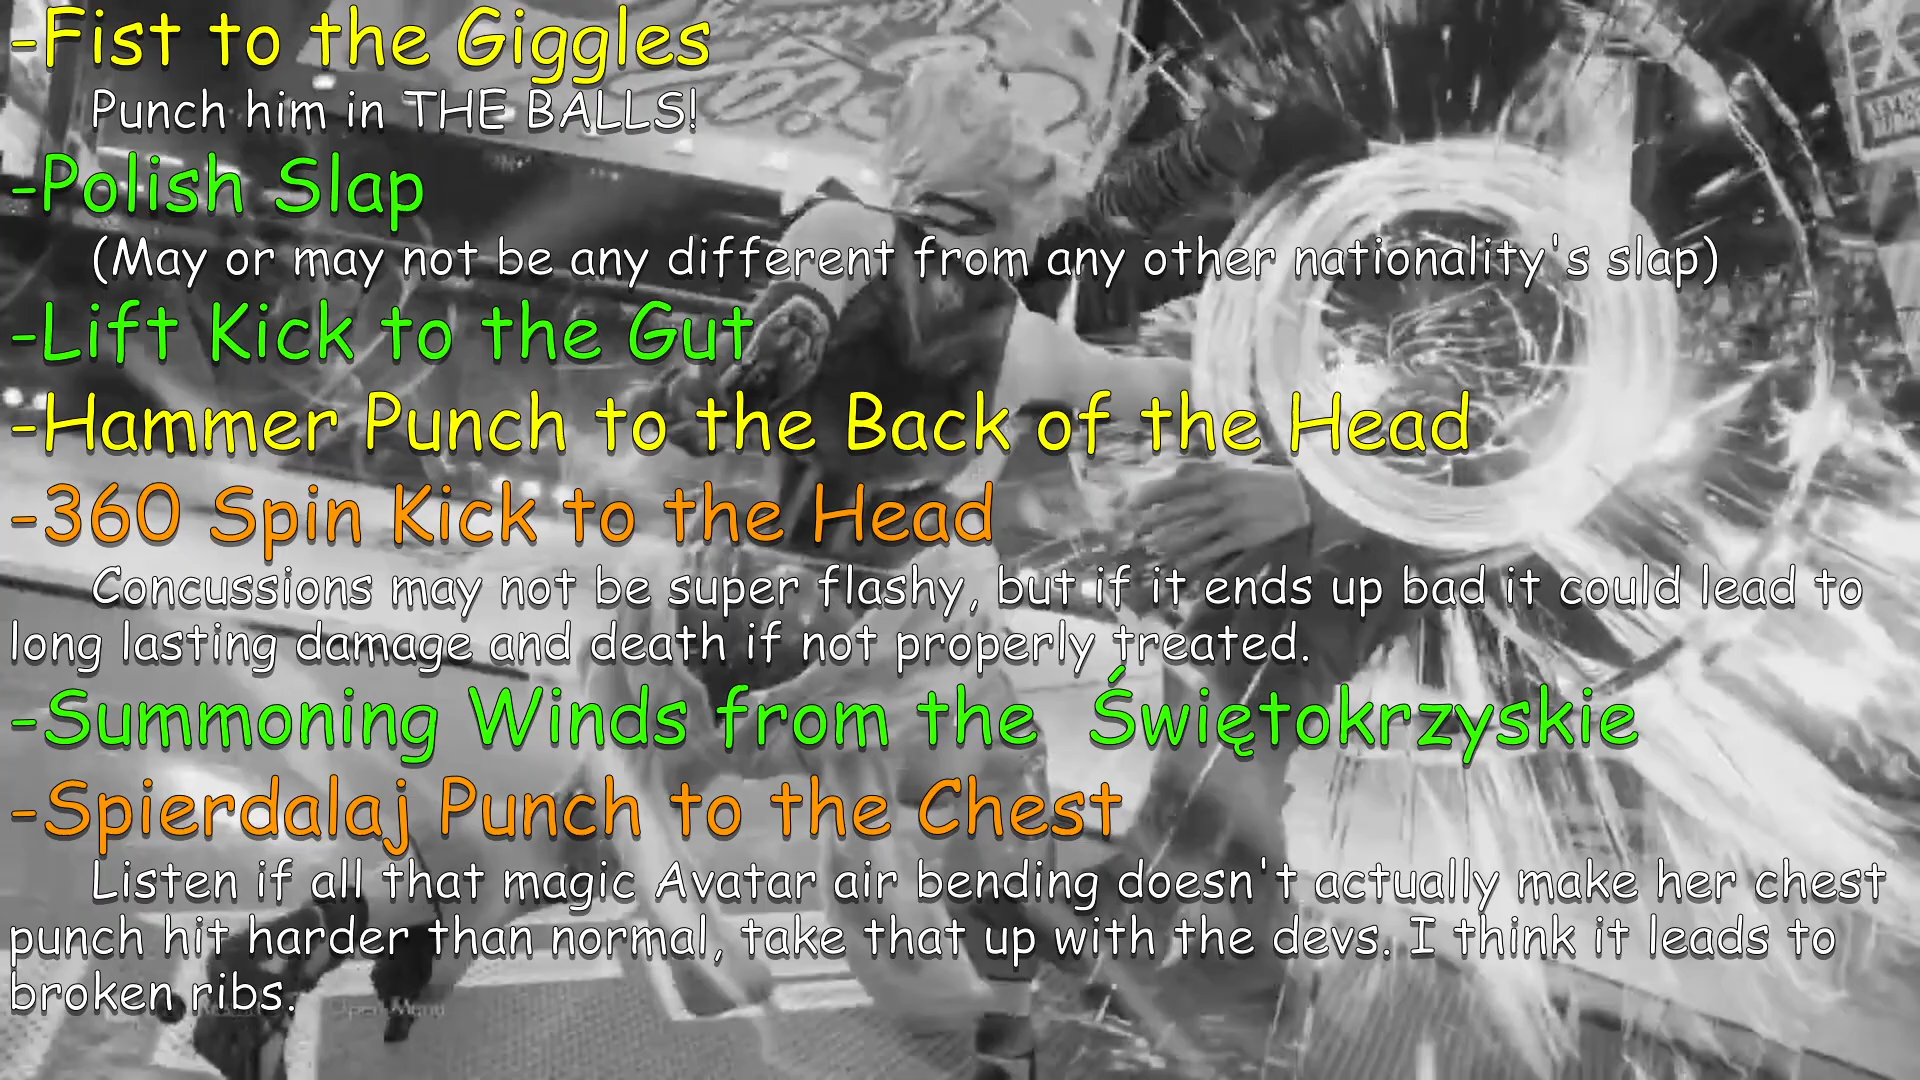 -Fist to the Giggles
Punch him in THE BALLS!
-Polish Slap
(May or may not be any different from any other nationality's slap)
-Lift Kick to the Gut
-Hammer Punch to the Back of the Head
-360 Spin Kick to the Head
Concussions may not be super flashy, but if it ends up bad it could lead to
long lasting damage and death if not properly treated.
-Summoning Winds from the Świętokrzyskie
-Spierdalaj Punch to the Chest
Listen if all that magic Avatar air bending doesn't actually make her chest
punch hit harder than normal, take that up with the devs. I think it leads to
broken ribs.
Open Menu